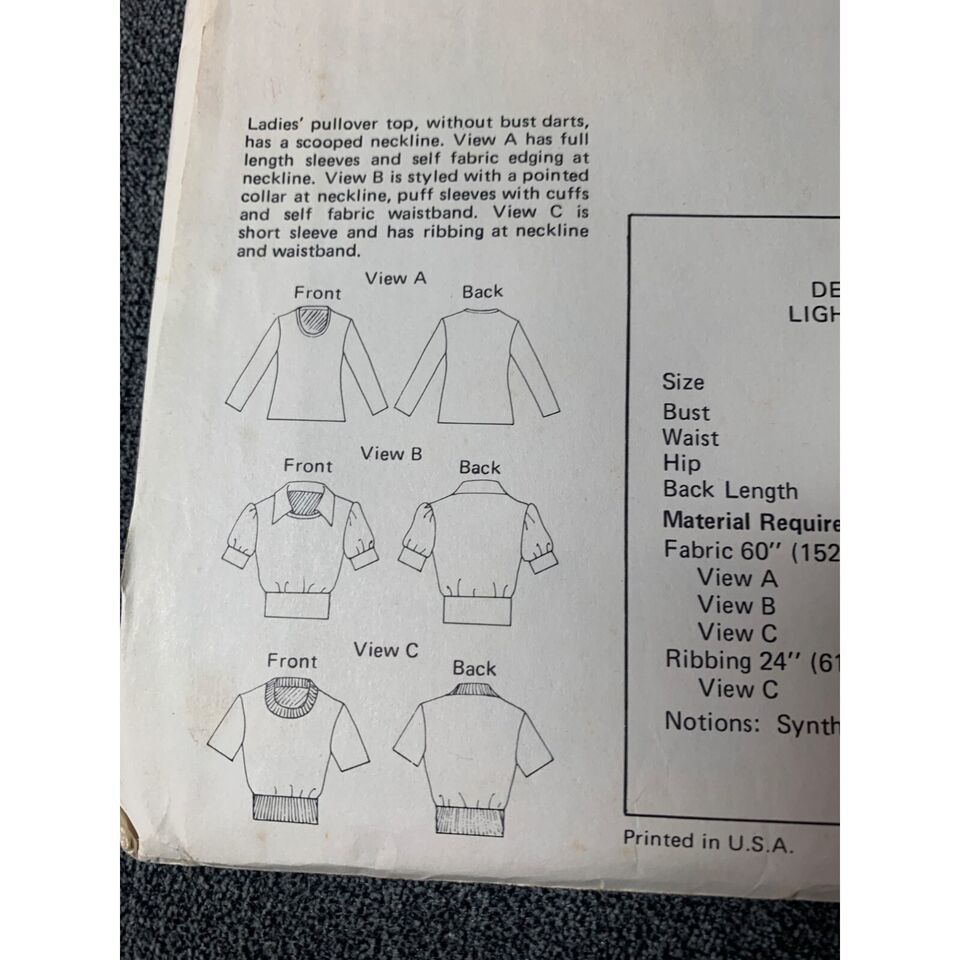 Ladies' pullover top, without bust darts,
has a scooped neckline. View A has full
length sleeves and self fabric edging at
neckline. View B is styled with a pointed
collar at neckline, puff sleeves with cuffs
and self fabric waistband. View C is
short sleeve and has ribbing at neckline
and waistband.
View A
Front Back
View B
Front Back
View C
Front Back
DE
LIGH
Size
Bust
Waist
Hip
Back Length
Material Require
Fabric 60" (152
View A
View B
View C
Ribbing 24" (61
View C
Notions: Synth
Printed in U.S.A.